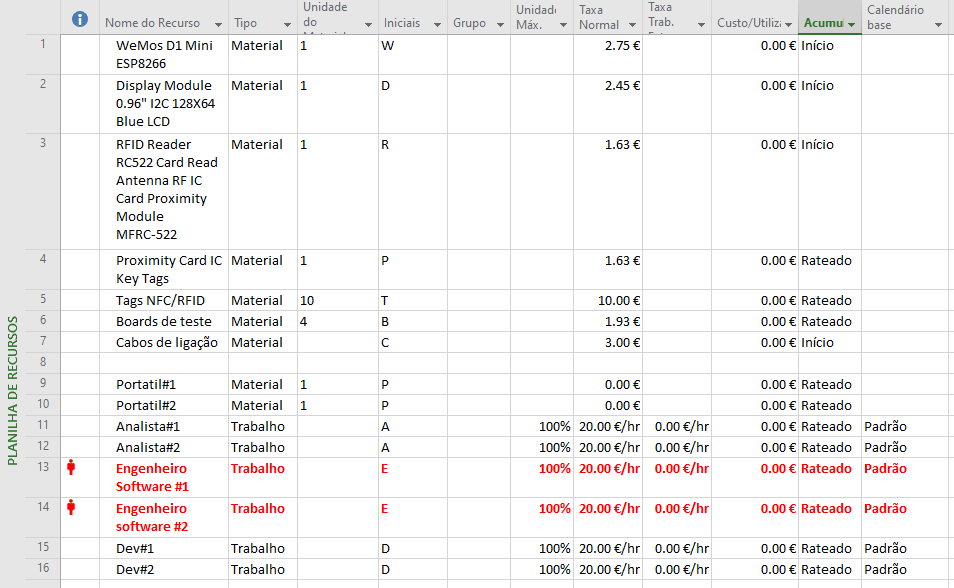 Nome do Recurso Tipo Unidade do Iniciais Grupo Unidade Máx. Taxa Normal Taxa Trab. Custo/Utiliza Acumul Calendário base
1 WeMos D1 Mini Material 1 W 2.75 € 0.00 € Início
ESP8266
2 Display Module Material 1 D 2.45 € 0.00 € Início
0.96" I2C 128X64
Blue LCD
3 RFID Reader Material 1 R 1.63 € 0.00 € Início
RC522 Card Read
Antenna RF IC
Card Proximity
Module
MFRC-522
4 Proximity Card IC Material 1 P 1.63 € 0.00 € Rateado
Key Tags
5 Tags NFC/RFID Material 10 T 10.00 € 0.00 € Rateado
6 Boards de teste Material 4 B 1.93 € 0.00 € Rateado
7 Cabos de ligação Material C 3.00 € 0.00 € Início
8
9 Portatil#1 Material 1 P 0.00 € 0.00 € Rateado
10 Portatil#2 Material 1 P 0.00 € 0.00 € Rateado
11 Analista#1 Trabalho A 100% 20.00 €/hr 0.00 €/hr 0.00 € Rateado Padrão
12 Analista#2 Trabalho A 100% 20.00 €/hr 0.00 €/hr 0.00 € Rateado Padrão
13 Engenheiro Trabalho E 100% 20.00 €/hr 0.00 €/hr 0.00 € Rateado Padrão
Software #1
14 Engenheiro Trabalho E 100% 20.00 €/hr 0.00 €/hr 0.00 € Rateado Padrão
software #2
15 Dev#1 Trabalho D 100% 20.00 €/hr 0.00 €/hr 0.00 € Rateado Padrão
16 Dev#2 Trabalho D 100% 20.00 €/hr 0.00 €/hr 0.00 € Rateado Padrão
PLANILHA DE RECURSOS